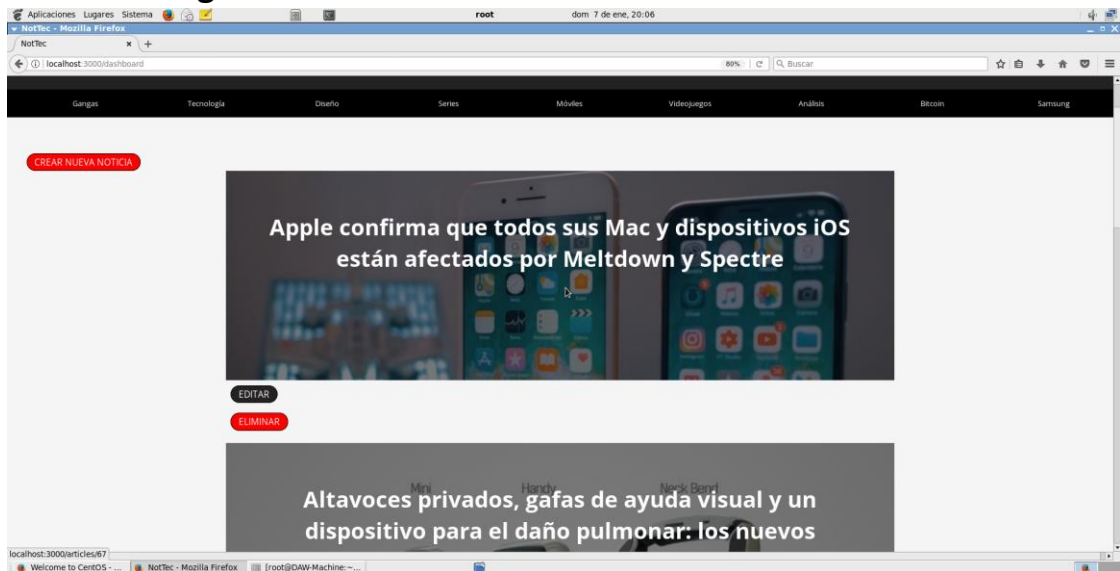 Aplicaciones Lugares Sistema root dom 7 de ene, 20:06
NotTec - Mozilla Firefox
NotTec
localhost:3000/dashboard 80% Buscar
Gangas Tecnología Diseño Series Móviles Videojuegos Análisis Bitcoin Samsung
CREAR NUEVA NOTICIA
Apple confirma que todos sus Mac y dispositivos iOS
están afectados por Meltdown y Spectre
EDITAR
ELIMINAR
Mini Handy Neck Bend
Altavoces privados, gafas de ayuda visual y un
dispositivo para el daño pulmonar: los nuevos
localhost:3000/articles/67
Welcome to CentOS - ... NotTec - Mozilla Firefox [root@DAW-Machine:~...